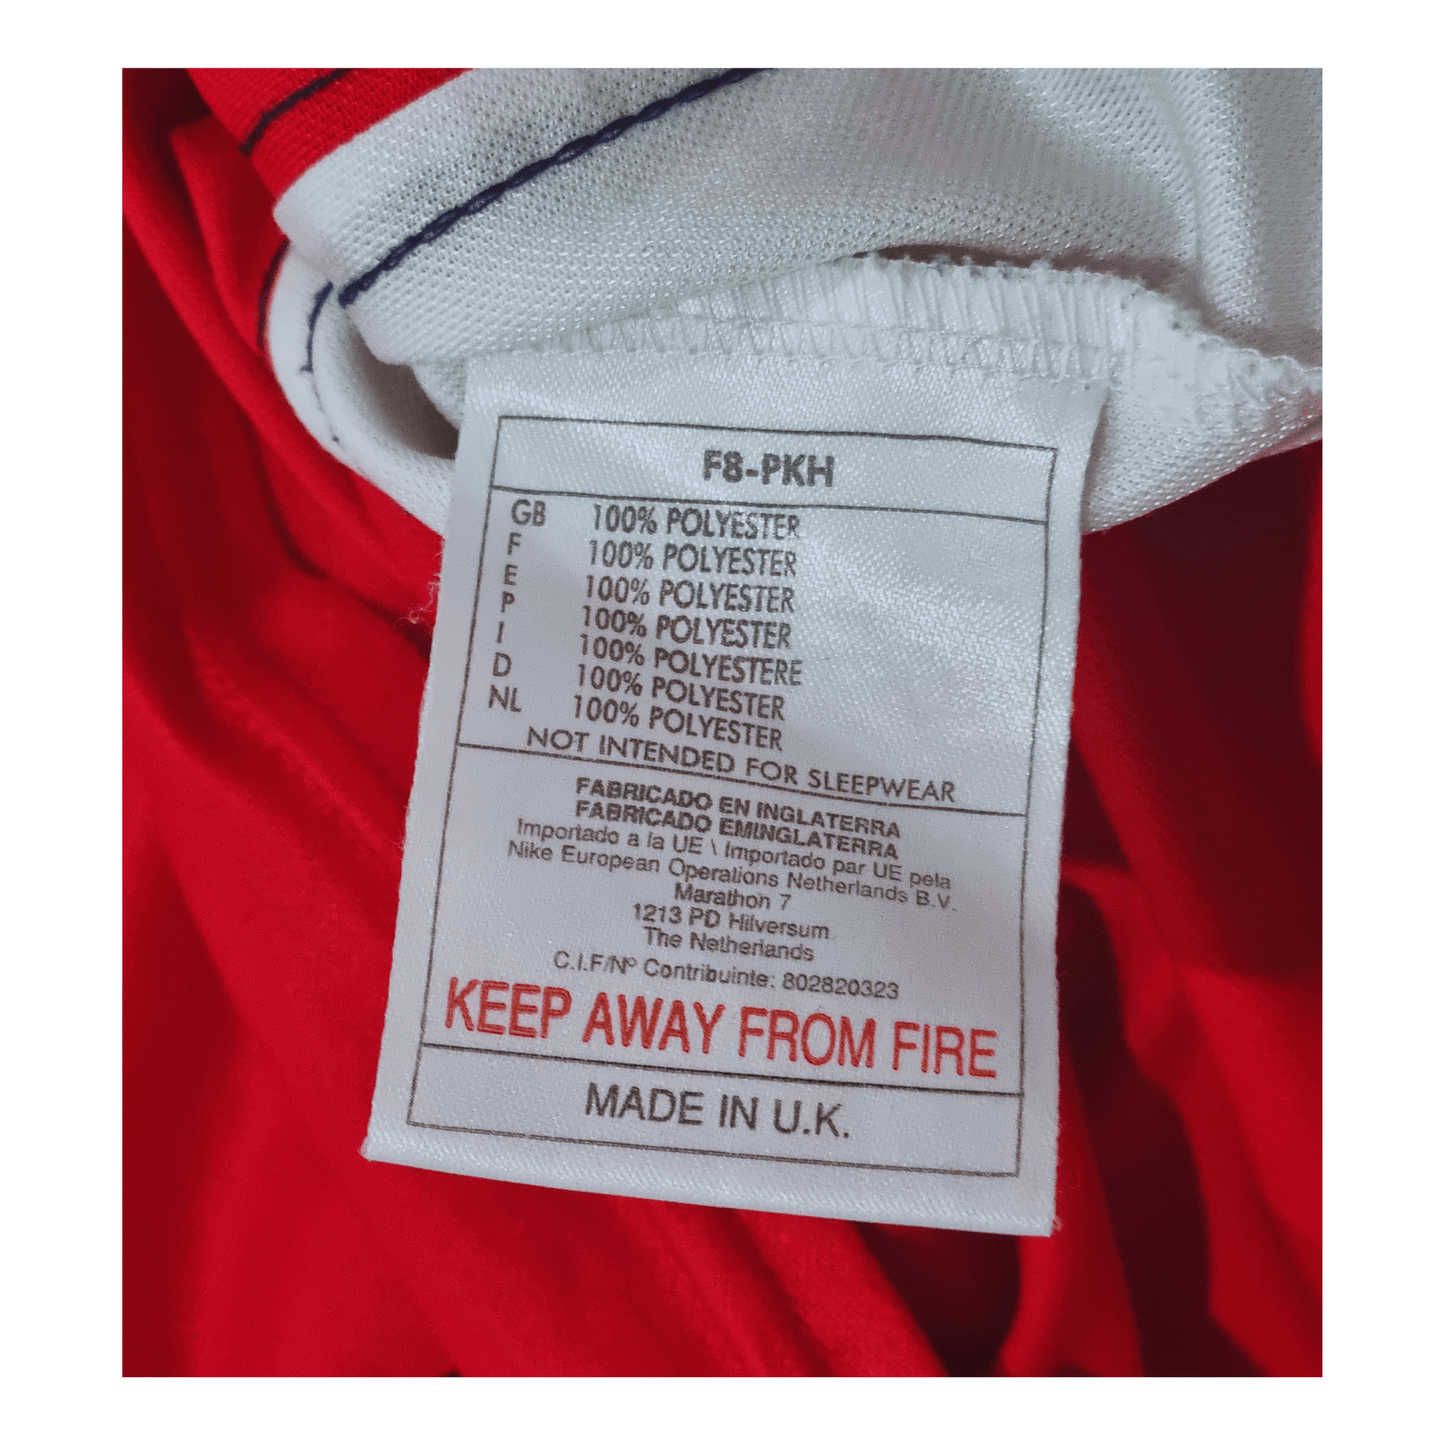 F8-PKH
GB 100% POLYESTER
F 100% POLYESTER
E 100% POLYESTER
P 100% POLYESTER
I 100% POLYESTERE
D 100% POLYESTER
NL 100% POLYESTER
NOT INTENDED FOR SLEEPWEAR
FABRICADO EN INGLATERRA
FABRICADO EMINGLATERRA
Importado a la UE \ Importado par UE pela
Nike European Operations Netherlands B.V.
Marathon 7
1213 PD Hilversum
The Netherlands
C.I.F/Nº Contribuinte: 802820323
KEEP AWAY FROM FIRE
MADE IN U.K.